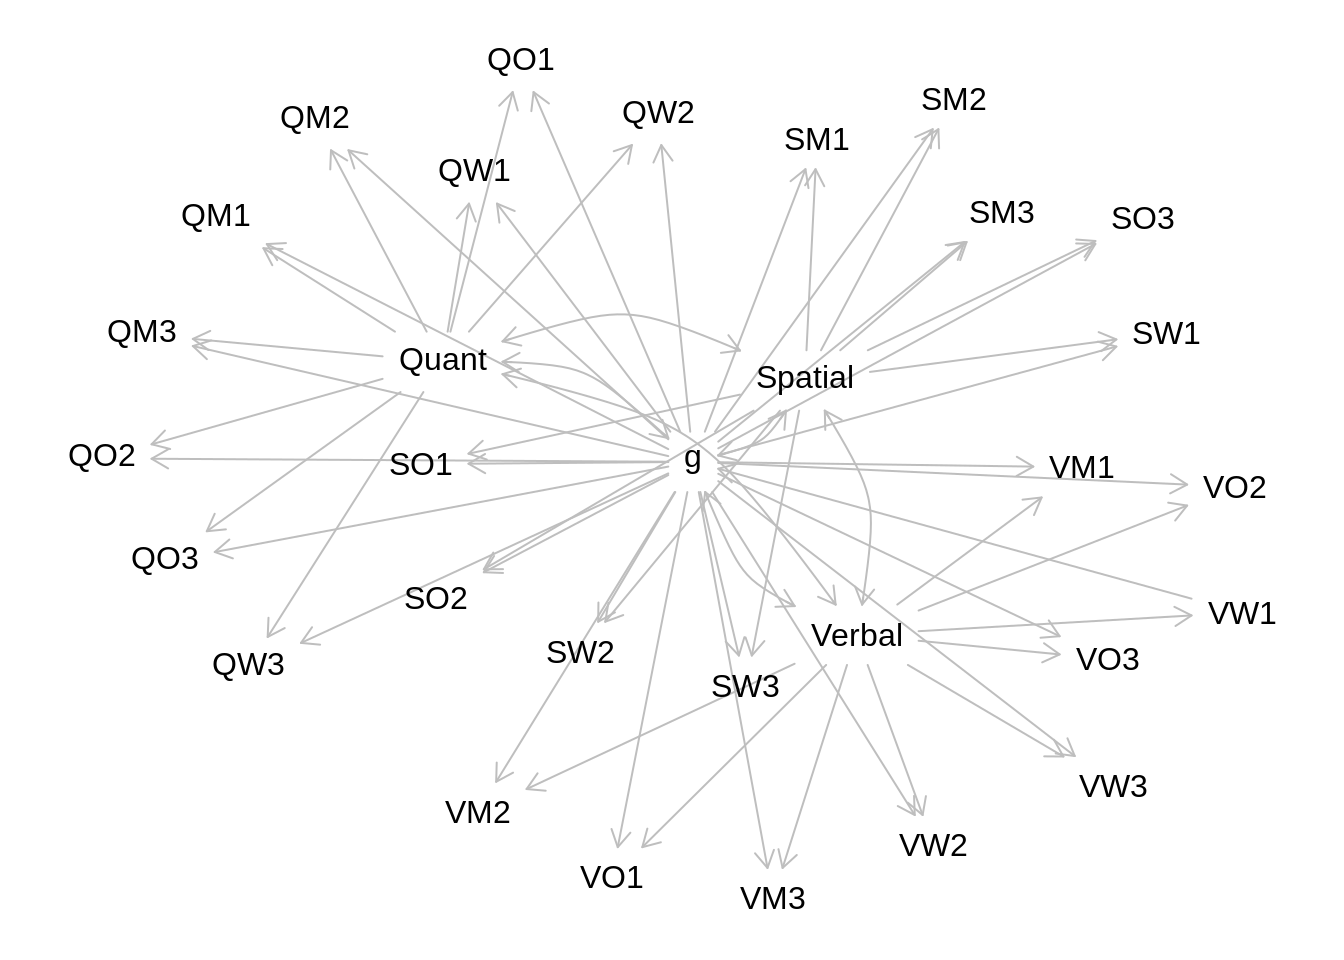 QO1
SM2
QW2
QM2
SM1
QW1
SM3
QM1
SO3
QM3
SW1
Quant
Spatial
QO2
SO1
g
VM1
VO2
QO3
SO2
VW1
Verbal
SW2
VO3
QW3
SW3
VW3
VM2
VW2
VO1
VM3